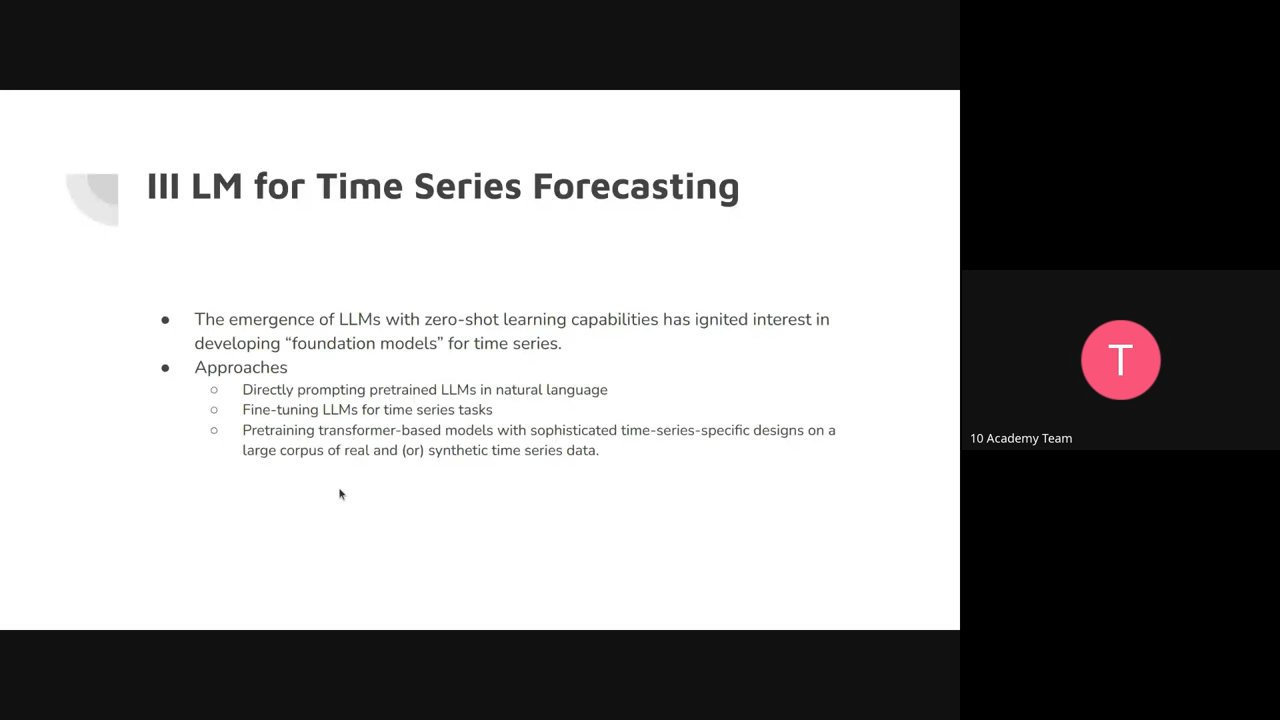 III LM for Time Series Forecasting
● The emergence of LLMs with zero-shot learning capabilities has ignited interest in
developing “foundation models” for time series.
● Approaches
○ Directly prompting pretrained LLMs in natural language
○ Fine-tuning LLMs for time series tasks
○ Pretraining transformer-based models with sophisticated time-series-specific designs on a
large corpus of real and (or) synthetic time series data.
T
10 Academy Team